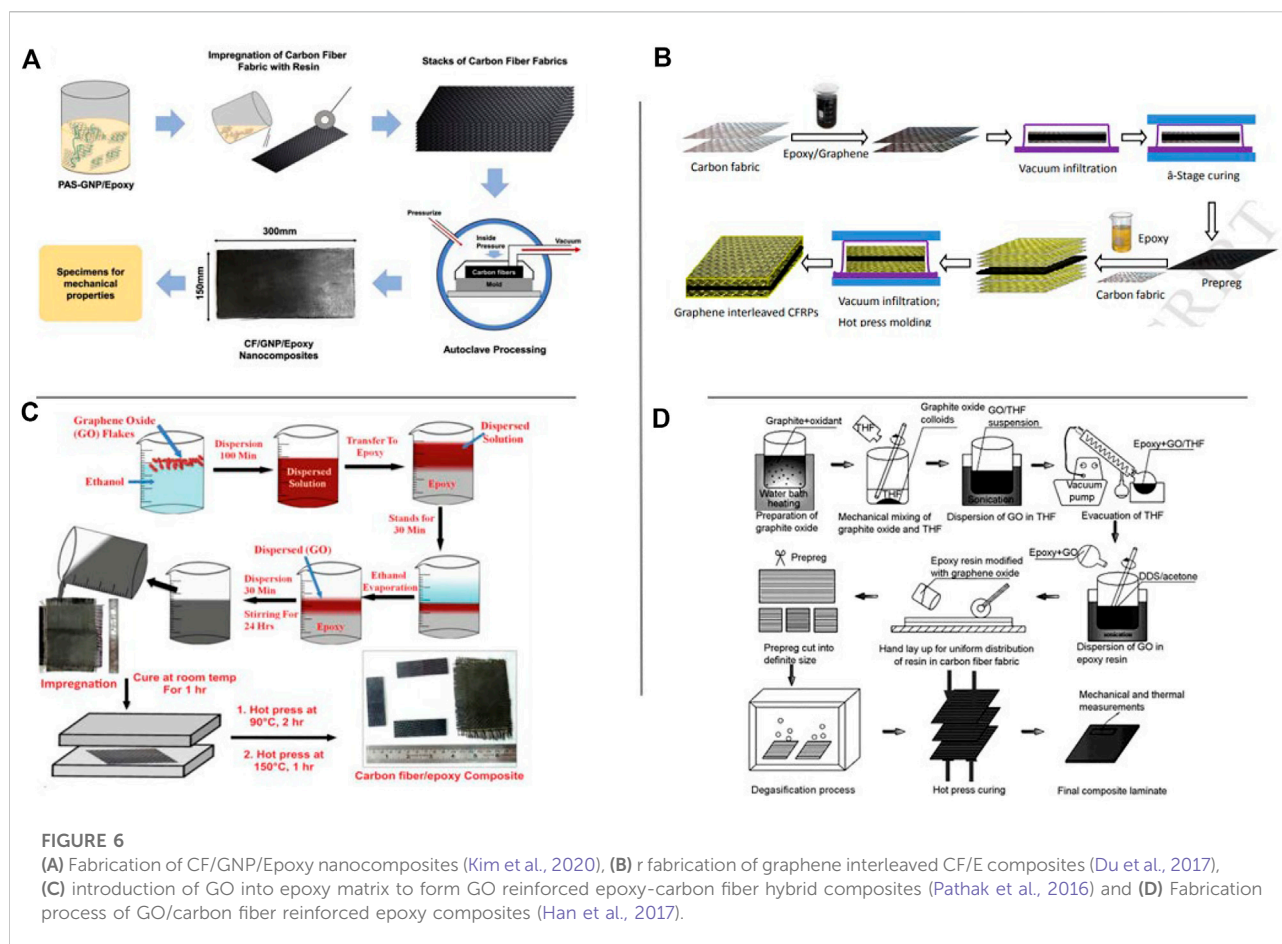 A
Impregnation of Carbon Fiber
Fabric with Resin
Stacks of Carbon Fiber Fabrics
PAS-GNP/Epoxy
Pressurize
Inside
Pressure
Vacuum
Carbon fibers
Mold
Autoclave Processing
300mm
150mm
CF/GNP/Epoxy
Nanocomposites
Specimens for
mechanical
properties
B
Carbon fabric
Epoxy/Graphene
Vacuum infiltration
â-Stage curing
Prepreg
Epoxy
Carbon fabric
Vacuum infiltration;
Hot press molding
Graphene interleaved CFRPs
C
Graphene Oxide
(GO) Flakes
Ethanol
Dispersion
100 Min
Dispersed
Solution
Transfer To
Epoxy
Dispersed
Solution
Epoxy
Stands for
30 Min
Ethanol
Evaporation
Dispersed (GO)
Epoxy
Dispersion
30 Min
Stirring For
24 Hrs
Impregnation
Cure at room temp
For 1 hr
1. Hot press at
90°C, 2 hr
2. Hot press at
150°C, 1 hr
Carbon fiber/epoxy Composite
D
Graphite+oxidant
Water bath
heating
Preparation of
graphite oxide
THF
Graphite oxide
colloids
THF
Mechanical mixing of
graphite oxide and THF
GO/THF
suspension
Sonication
Dispersion of GO in THF
Vacuum
pump
Epoxy+GO/THF
Evacuation of THF
Epoxy+GO
DDS/acetone
sonication
Dispersion of GO in
epoxy resin
Epoxy resin modified
with graphene oxide
Hand lay up for uniform distribution
of resin in carbon fiber fabric
Prepreg
Prepreg cut into
definite size
Degasification process
Hot press curing
Mechanical and thermal
measurements
Final composite laminate
FIGURE 6
(A) Fabrication of CF/GNP/Epoxy nanocomposites (Kim et al., 2020), (B) r fabrication of graphene interleaved CF/E composites (Du et al., 2017),
(C) introduction of GO into epoxy matrix to form GO reinforced epoxy-carbon fiber hybrid composites (Pathak et al., 2016) and (D) Fabrication
process of GO/carbon fiber reinforced epoxy composites (Han et al., 2017).